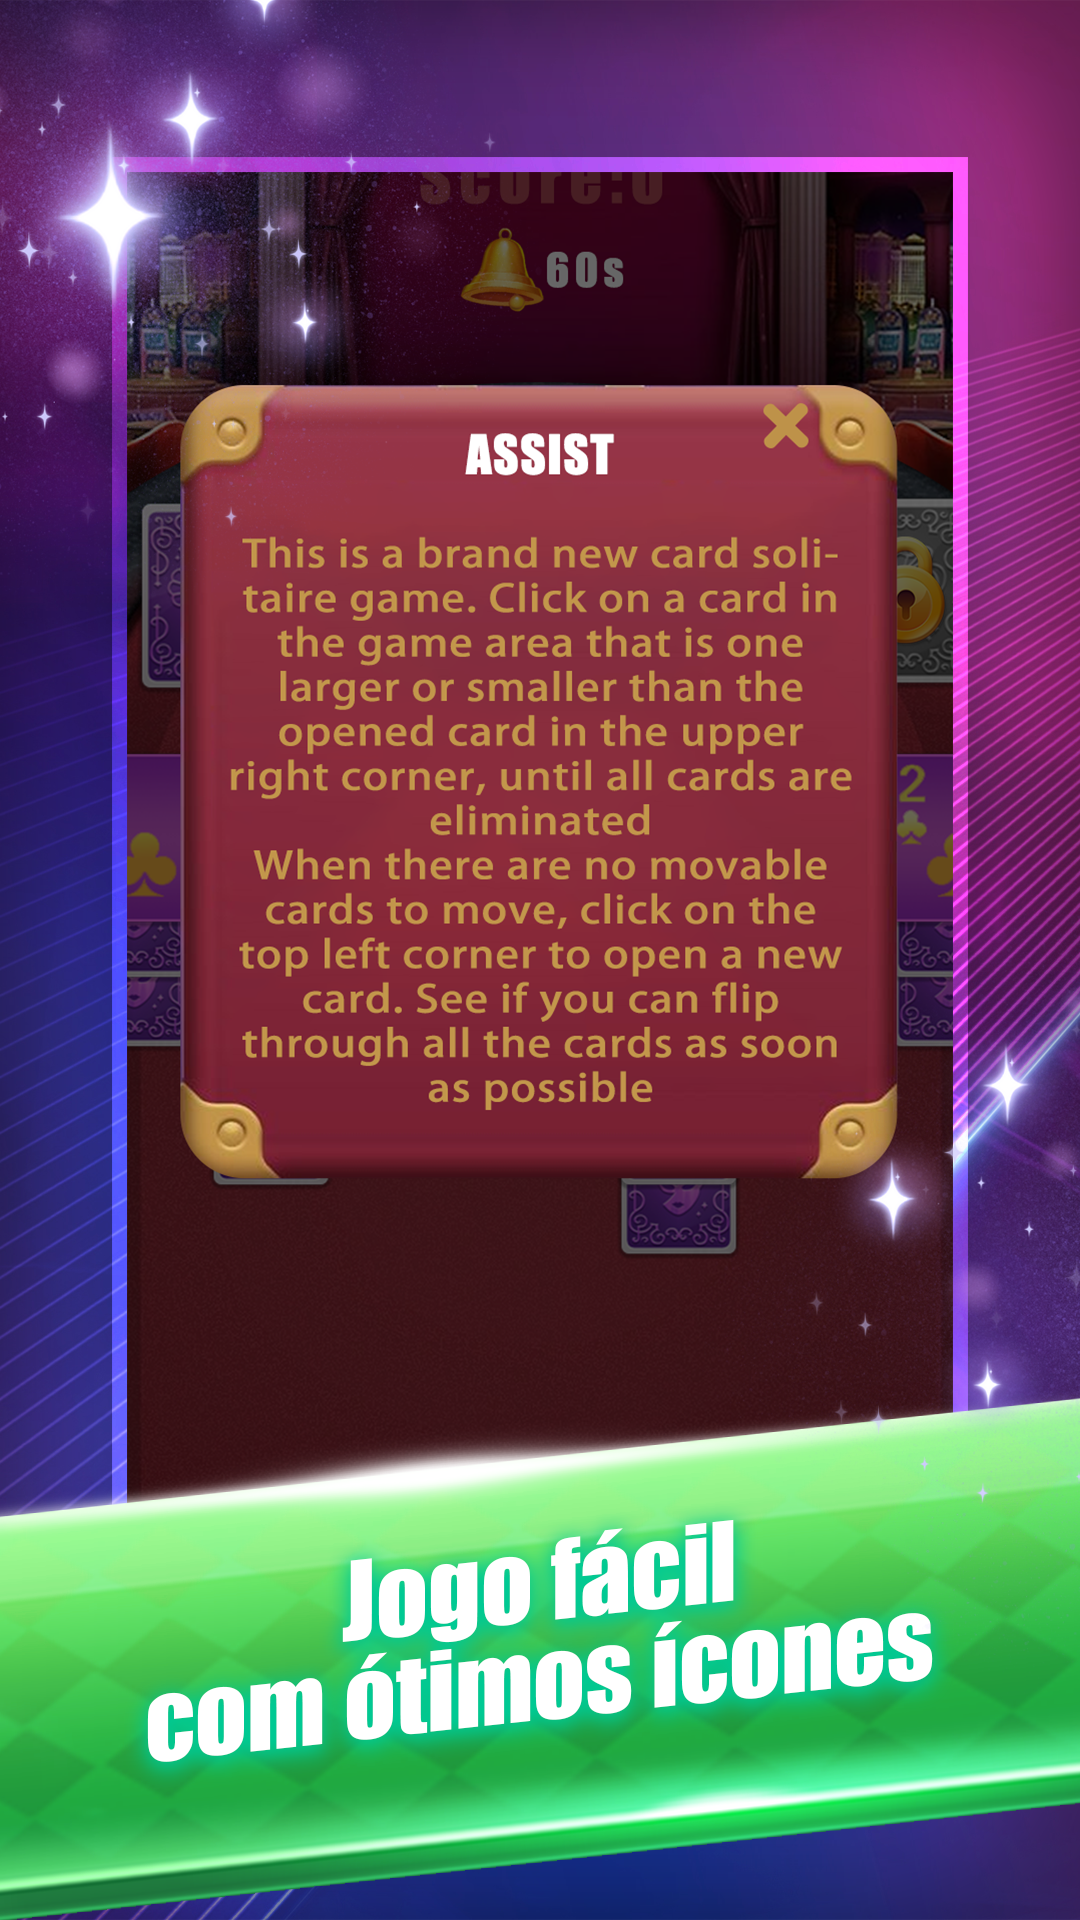 score:0
60s
ASSIST
This is a brand new card soli-
taire game. Click on a card in
the game area that is one
larger or smaller than the
opened card in the upper
right corner, until all cards are
eliminated
When there are no movable
cards to move, click on the
top left corner to open a new
card. See if you can flip
through all the cards as soon
as possible
2
Jogo fácil
com ótimos ícones